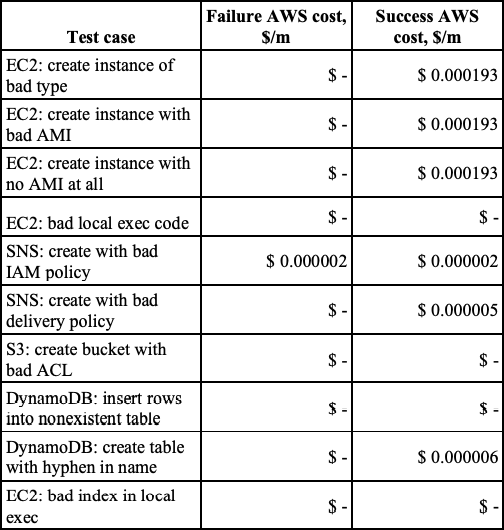 Test case Failure AWS cost, $/m Success AWS cost, $/m
EC2: create instance of
bad type $ - $ 0.000193
EC2: create instance with
bad AMI $ - $ 0.000193
EC2: create instance with
no AMI at all $ - $ 0.000193
EC2: bad local exec code $ - $ -
SNS: create with bad
IAM policy $ 0.000002 $ 0.000002
SNS: create with bad
delivery policy $ - $ 0.000005
S3: create bucket with
bad ACL $ - $ -
DynamoDB: insert rows
into nonexistent table $ - $ -
DynamoDB: create table
with hyphen in name $ - $ 0.000006
EC2: bad index in local
exec $ - $ -